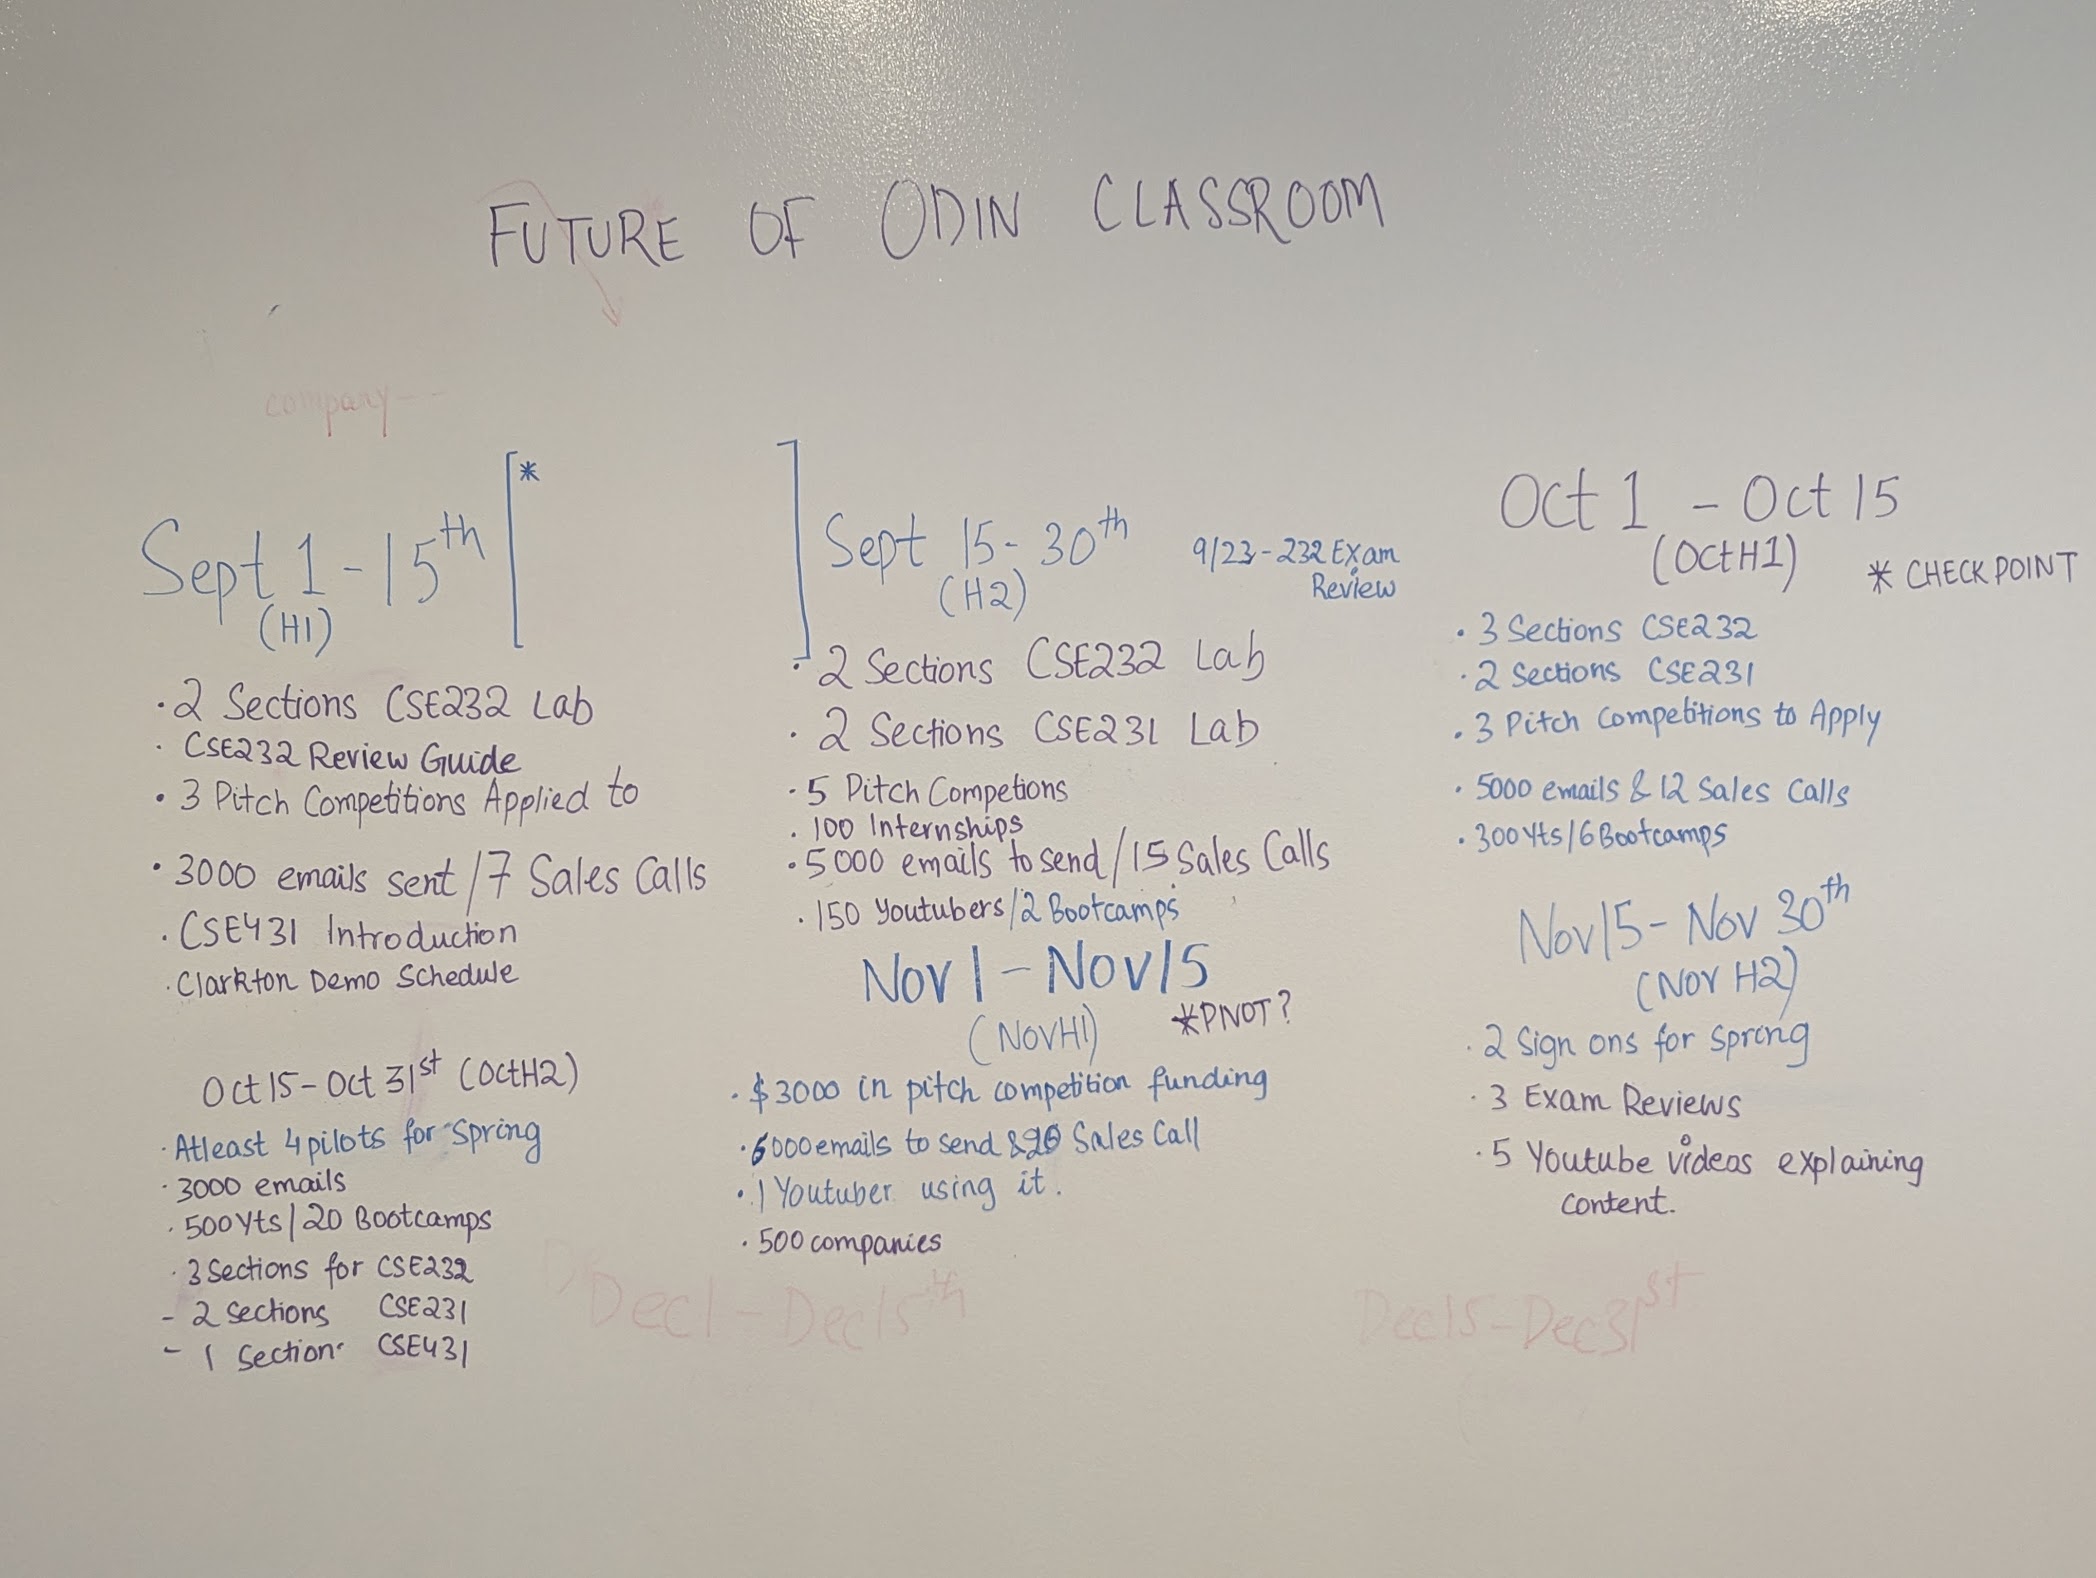 FUTURE OF ODIN CLASSROOM
company--
Sept 1-15th [*
(H1)
· 2 Sections CSE232 Lab
· CSE232 Review Guide
· 3 Pitch Competitions Applied to
· 3000 emails sent/7 Sales Calls
· CSE431 Introduction
· Clarkton Demo Schedule
] Sept 15-30th
(H2)
9/23-232 Exam
Review
· 2 Sections CSE232 Lab
· 2 Sections CSE231 Lab
· 5 Pitch Competions
· 100 Internships
· 5000 emails to send/15 Sales Calls
· 150 Youtubers/2 Bootcamps
Oct 1 - Oct 15
(OctH1)
* CHECKPOINT
· 3 Sections CSE232
· 2 Sections CSE231
· 3 Pitch Competitions to Apply
· 5000 emails & 12 Sales Calls
· 300 Yts/6 Bootcamps
Oct 15-Oct 31st (OctH2)
· Atleast 4 pilots for Spring
· 3000 emails
· 500 Yts/20 Bootcamps
· 3 Sections for CSE232
- 2 Sections CSE231
- 1 Section CSE431
Nov 1 - Nov 15
(NovH1)
*PIVOT?
· $3000 in pitch competition funding
· 6000 emails to send & Sales Call
· 1 Youtuber using it.
· 500 companies
Nov 15- Nov 30th
(Nov H2)
· 2 Sign ons for Spring
· 3 Exam Reviews
· 5 Youtube videos explaining
content.
Dec 1-Dec 15th
Dec 15-Dec 31st